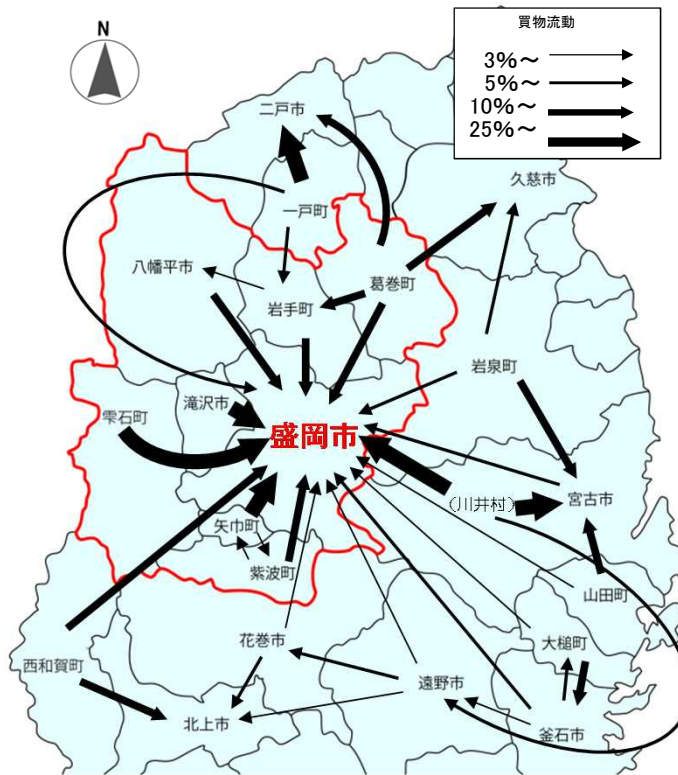 N
買物流動
3%~
5%~
10%~
25%~
二戸市
久慈市
一戸町
八幡平市
葛巻町
岩手町
岩泉町
滝沢市
雫石町
盛岡市
(川井村)
宮古市
矢巾町
紫波町
山田町
花巻市
大槌町
西和賀町
遠野市
北上市
釜石市